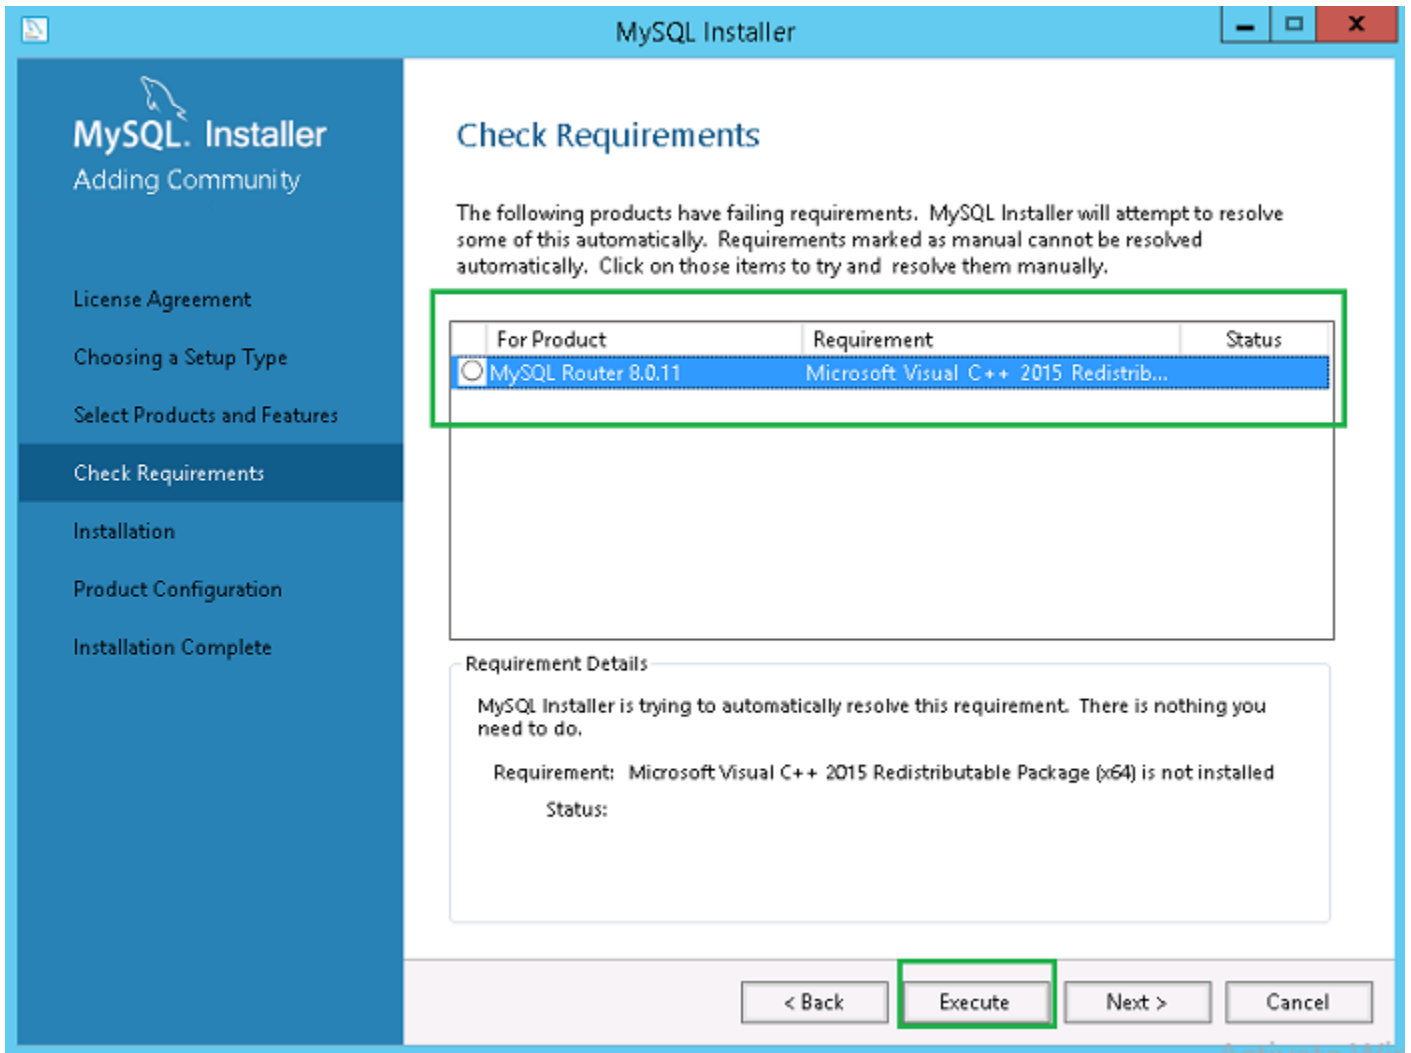 MySQL Installer
MySQL. Installer
Adding Community
License Agreement
Choosing a Setup Type
Select Products and Features
Check Requirements
Installation
Product Configuration
Installation Complete
Check Requirements
The following products have failing requirements. MySQL Installer will attempt to resolve
some of this automatically. Requirements marked as manual cannot be resolved
automatically. Click on those items to try and resolve them manually.
For Product Requirement Status
MySQL Router 8.0.11 Microsoft Visual C++ 2015 Redistrib...
Requirement Details
MySQL Installer is trying to automatically resolve this requirement. There is nothing you
need to do.
Requirement: Microsoft Visual C++ 2015 Redistributable Package (x64) is not installed
Status:
< Back Execute Next > Cancel